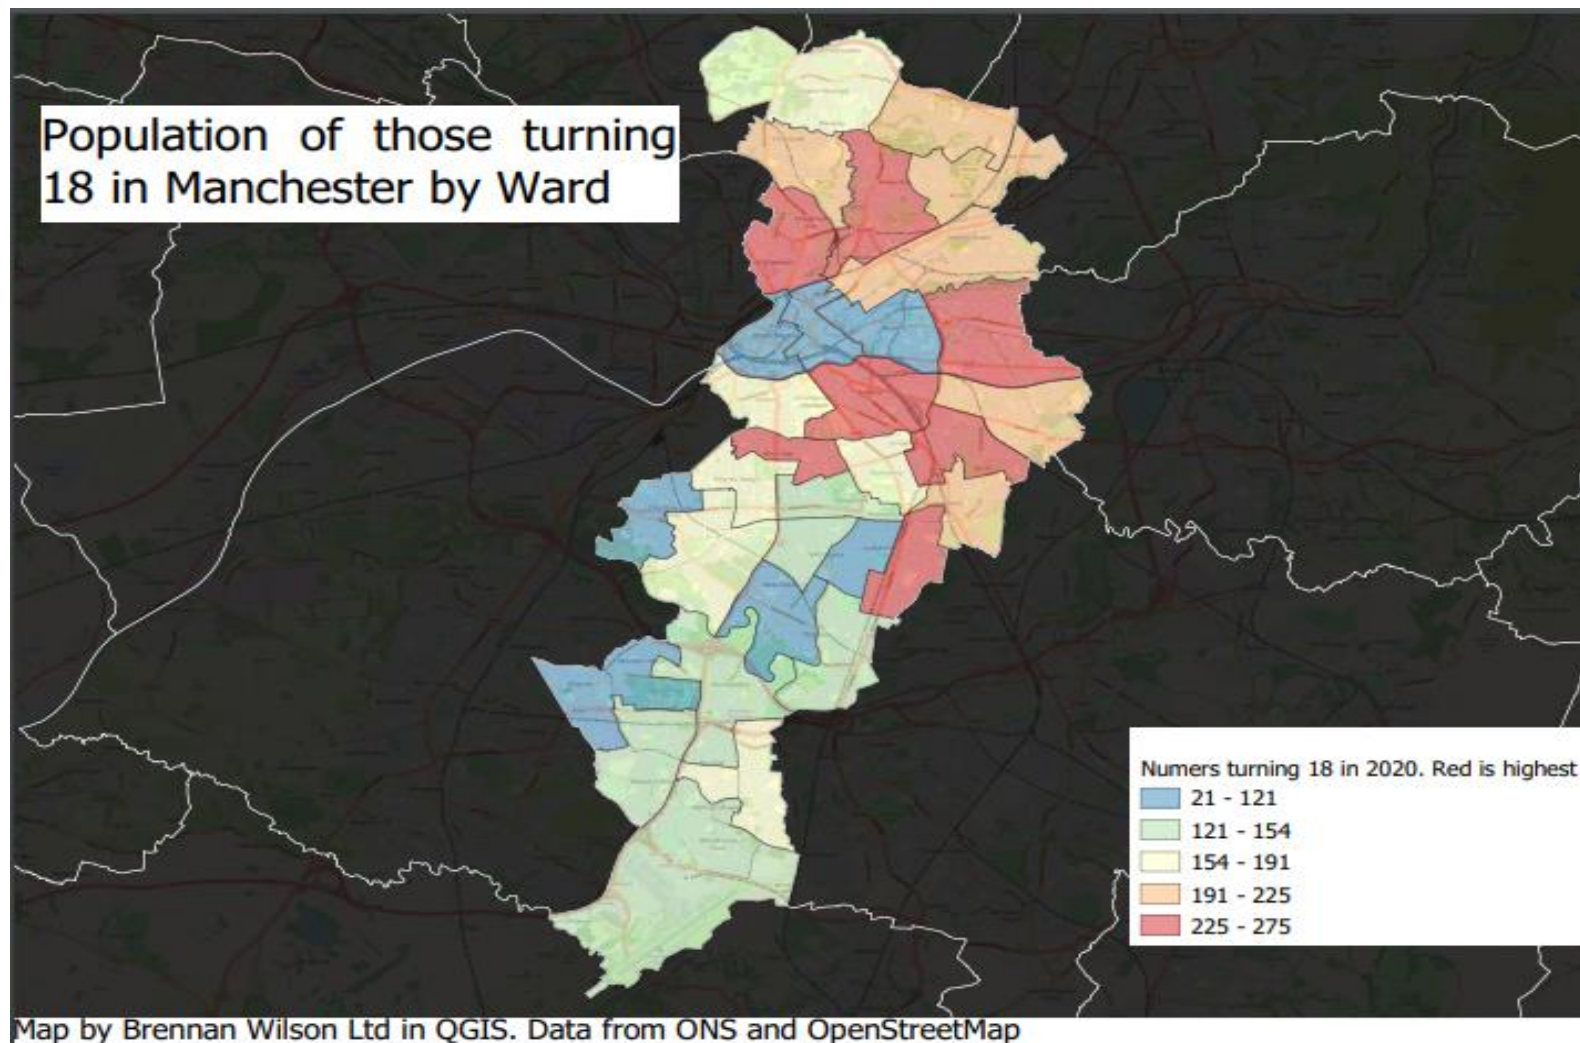 Population of those turning
18 in Manchester by Ward
Numers turning 18 in 2020. Red is highest
21 - 121
121 - 154
154 - 191
191 - 225
225 - 275
Map by Brennan Wilson Ltd in QGIS. Data from ONS and OpenStreetMap